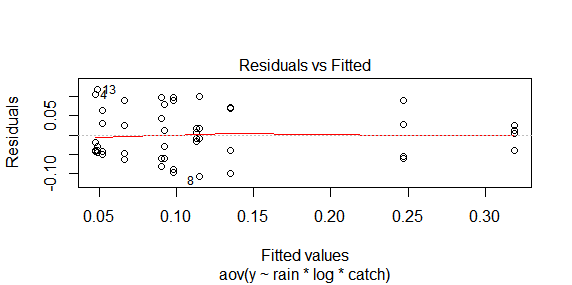 Residuals vs Fitted
Residuals
0.05
-0.10
13
4
8
0.05 0.10 0.15 0.20 0.25 0.30
Fitted values
aov(y ~ rain * log * catch)